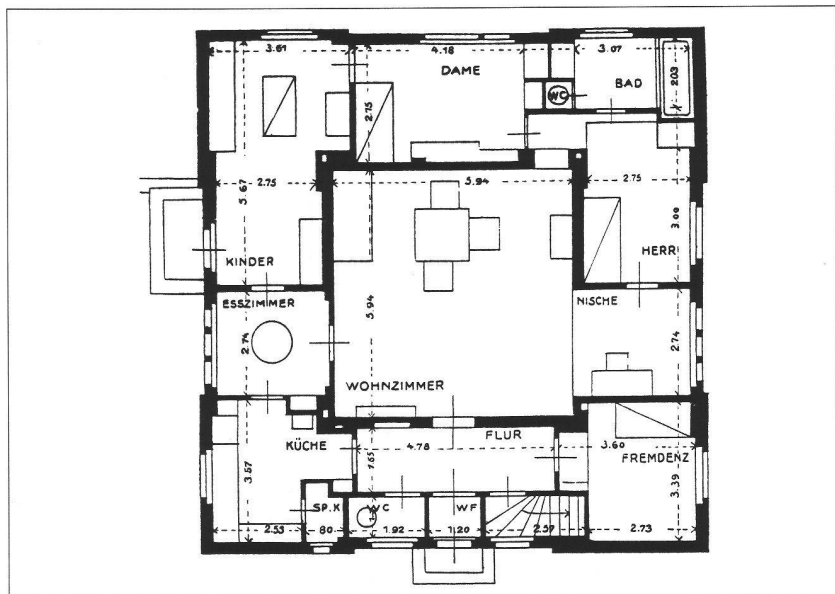 3.61
4.18
3.07
DAME
WC
BAD
203
2.75
5.67
2.75
5.94
2.75
3.00
KINDER
HERR
ESSZIMMER
NISCHE
2.74
5.94
2.74
WOHNZIMMER
KÜCHE
4.78
FLUR
3.60
1.65
FREMDENZ
3.39
SP.K
WC
WF
2.53
80
1.92
1.20
2.57
2.73